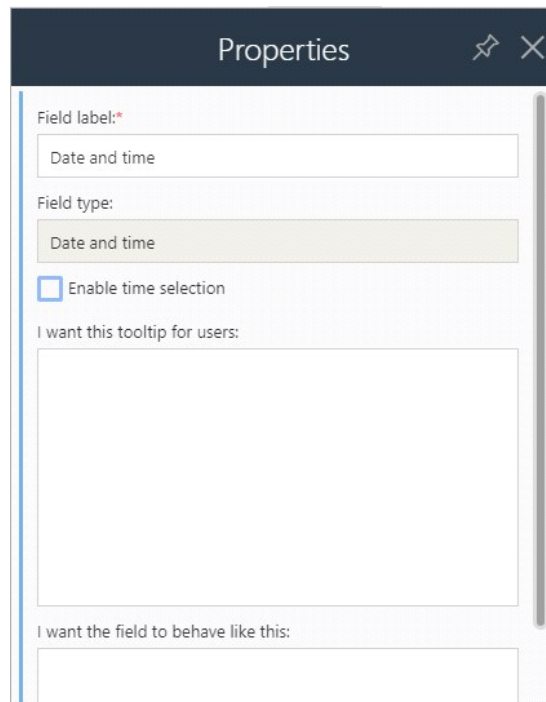 Properties
Field label:*
Date and time
Field type:
Date and time
Enable time selection
I want this tooltip for users:
I want the field to behave like this: